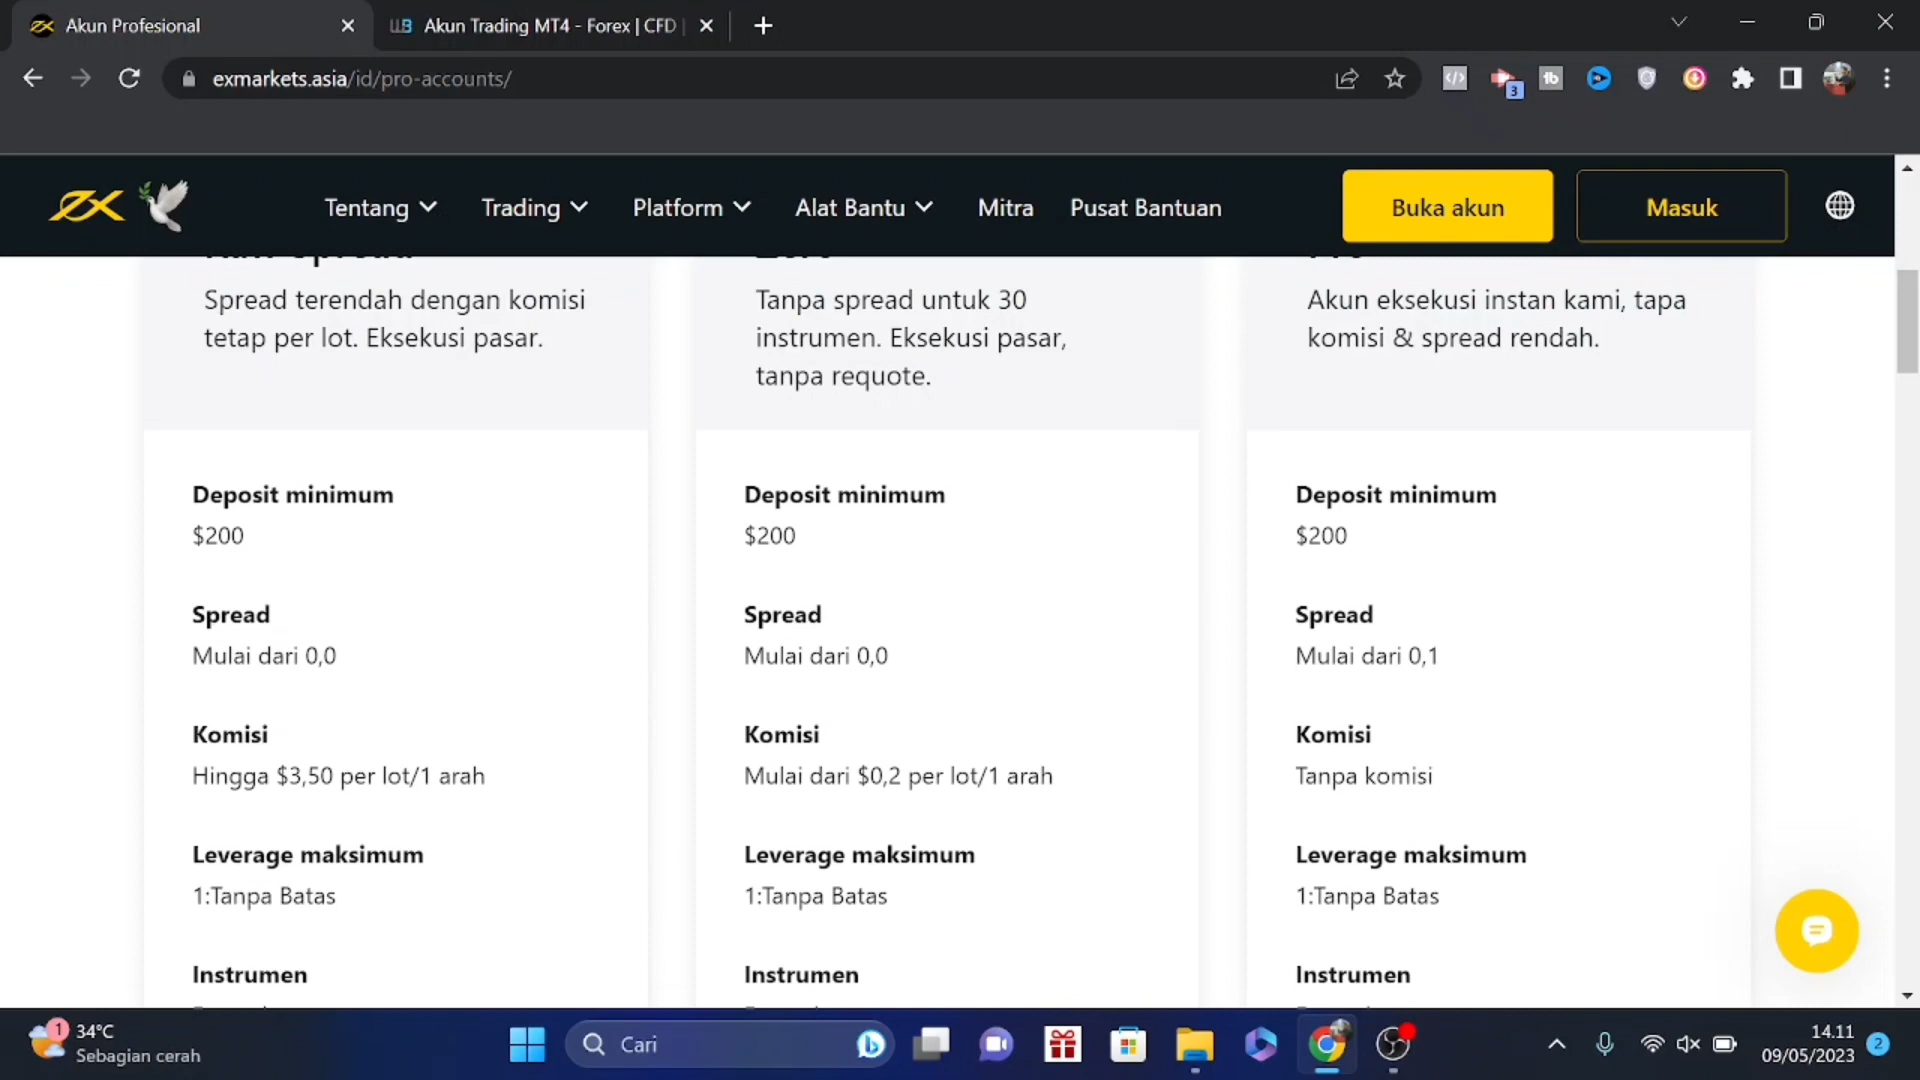 Akun Profesional
Akun Trading MT4 - Forex | CFD |
exmarkets.asia/id/pro-accounts/
3
Tentang
Trading
Platform
Alat Bantu
Mitra
Pusat Bantuan
Buka akun
Masuk
Spread terendah dengan komisi
tetap per lot. Eksekusi pasar.
Deposit minimum
$200
Spread
Mulai dari 0,0
Komisi
Hingga $3,50 per lot/1 arah
Leverage maksimum
1:Tanpa Batas
Instrumen
Tanpa spread untuk 30
instrumen. Eksekusi pasar,
tanpa requote.
Deposit minimum
$200
Spread
Mulai dari 0,0
Komisi
Mulai dari $0,2 per lot/1 arah
Leverage maksimum
1:Tanpa Batas
Instrumen
Akun eksekusi instan kami, tapa
komisi & spread rendah.
Deposit minimum
$200
Spread
Mulai dari 0,1
Komisi
Tanpa komisi
Leverage maksimum
1:Tanpa Batas
Instrumen
1
34°C
Sebagian cerah
Cari
14.11
09/05/2023
2